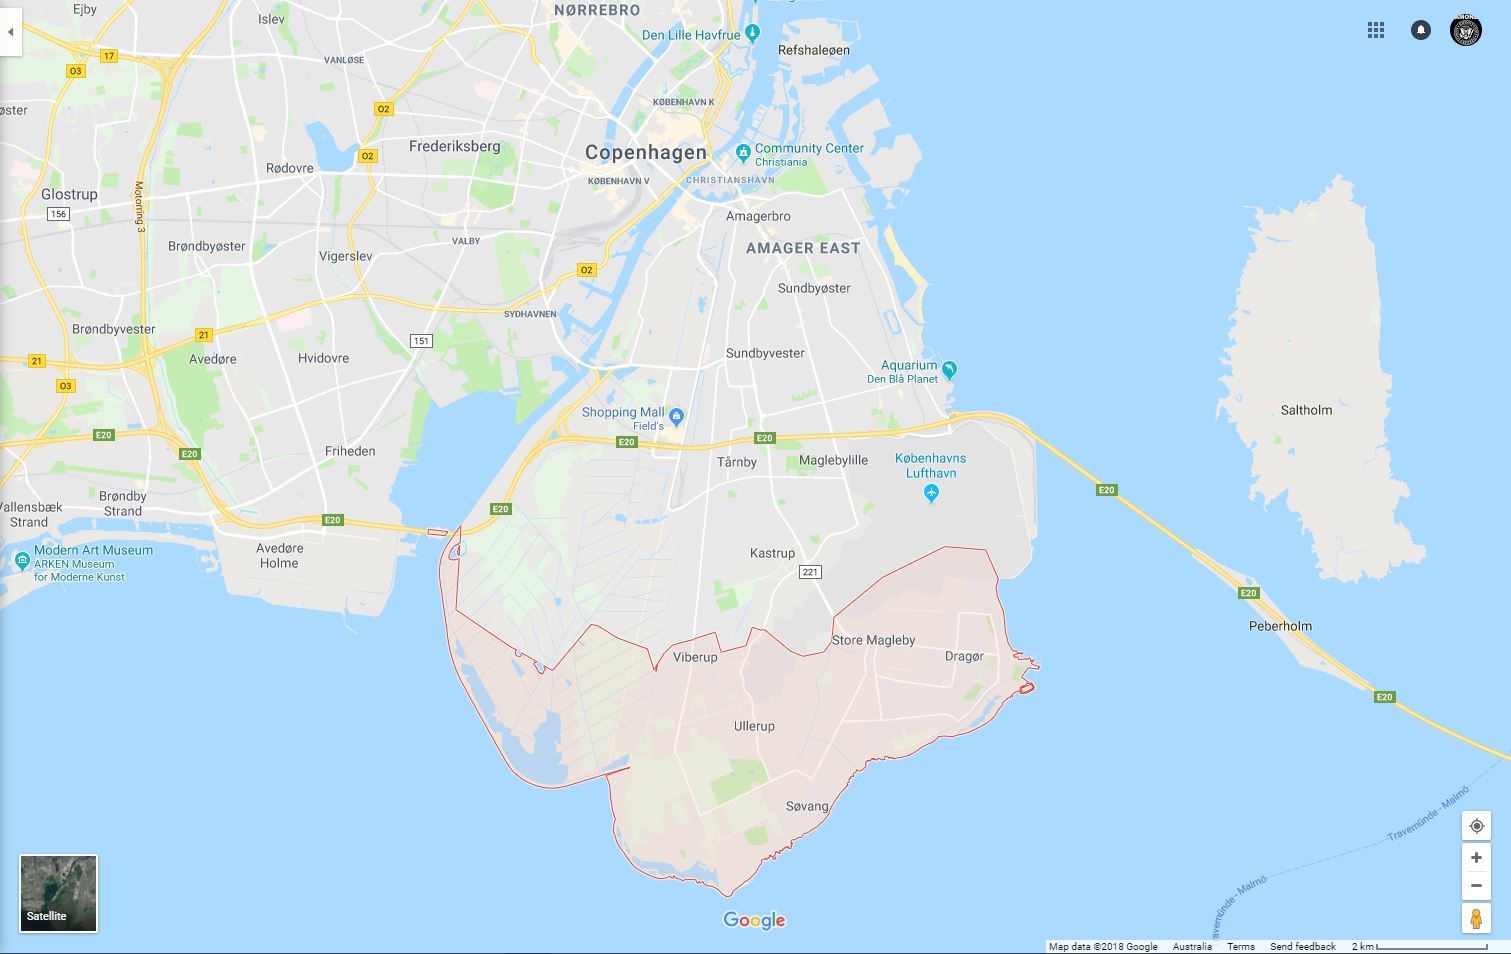 Ejby
Islev
NØRREBRO
Den Lille Havfrue
Refshaleøen
17
O3
VANLØSE
O2
KØBENHAVN K
O2
Frederiksberg
Copenhagen
Community Center
Christiania
Rødovre
KØBENHAVN V
CHRISTIANSHAVN
Glostrup
156
Motorring 3
Amagerbro
Brøndbyøster
VALBY
AMAGER EAST
Vigerslev
O2
Sundbyøster
SYDHAVNEN
Brøndbyvester
21
151
21
Avedøre
Hvidovre
Sundbyvester
Aquarium
Den Blå Planet
O3
Shopping Mall
Field's
Saltholm
E20
E20
E20
E20
Friheden
Tårnby
Maglebylille
Københavns
Lufthavn
E20
Brøndby
Strand
Vallensbæk
Strand
E20
E20
Avedøre
Holme
Modern Art Museum
ARKEN Museum
for Moderne Kunst
Kastrup
221
E20
Peberholm
Store Magleby
Viberup
Dragør
E20
Ullerup
Søvang
Travemünde - Malmö
Travemünde - Malmö
Satellite
Google
Map data ©2018 Google Australia Terms Send feedback 2 km